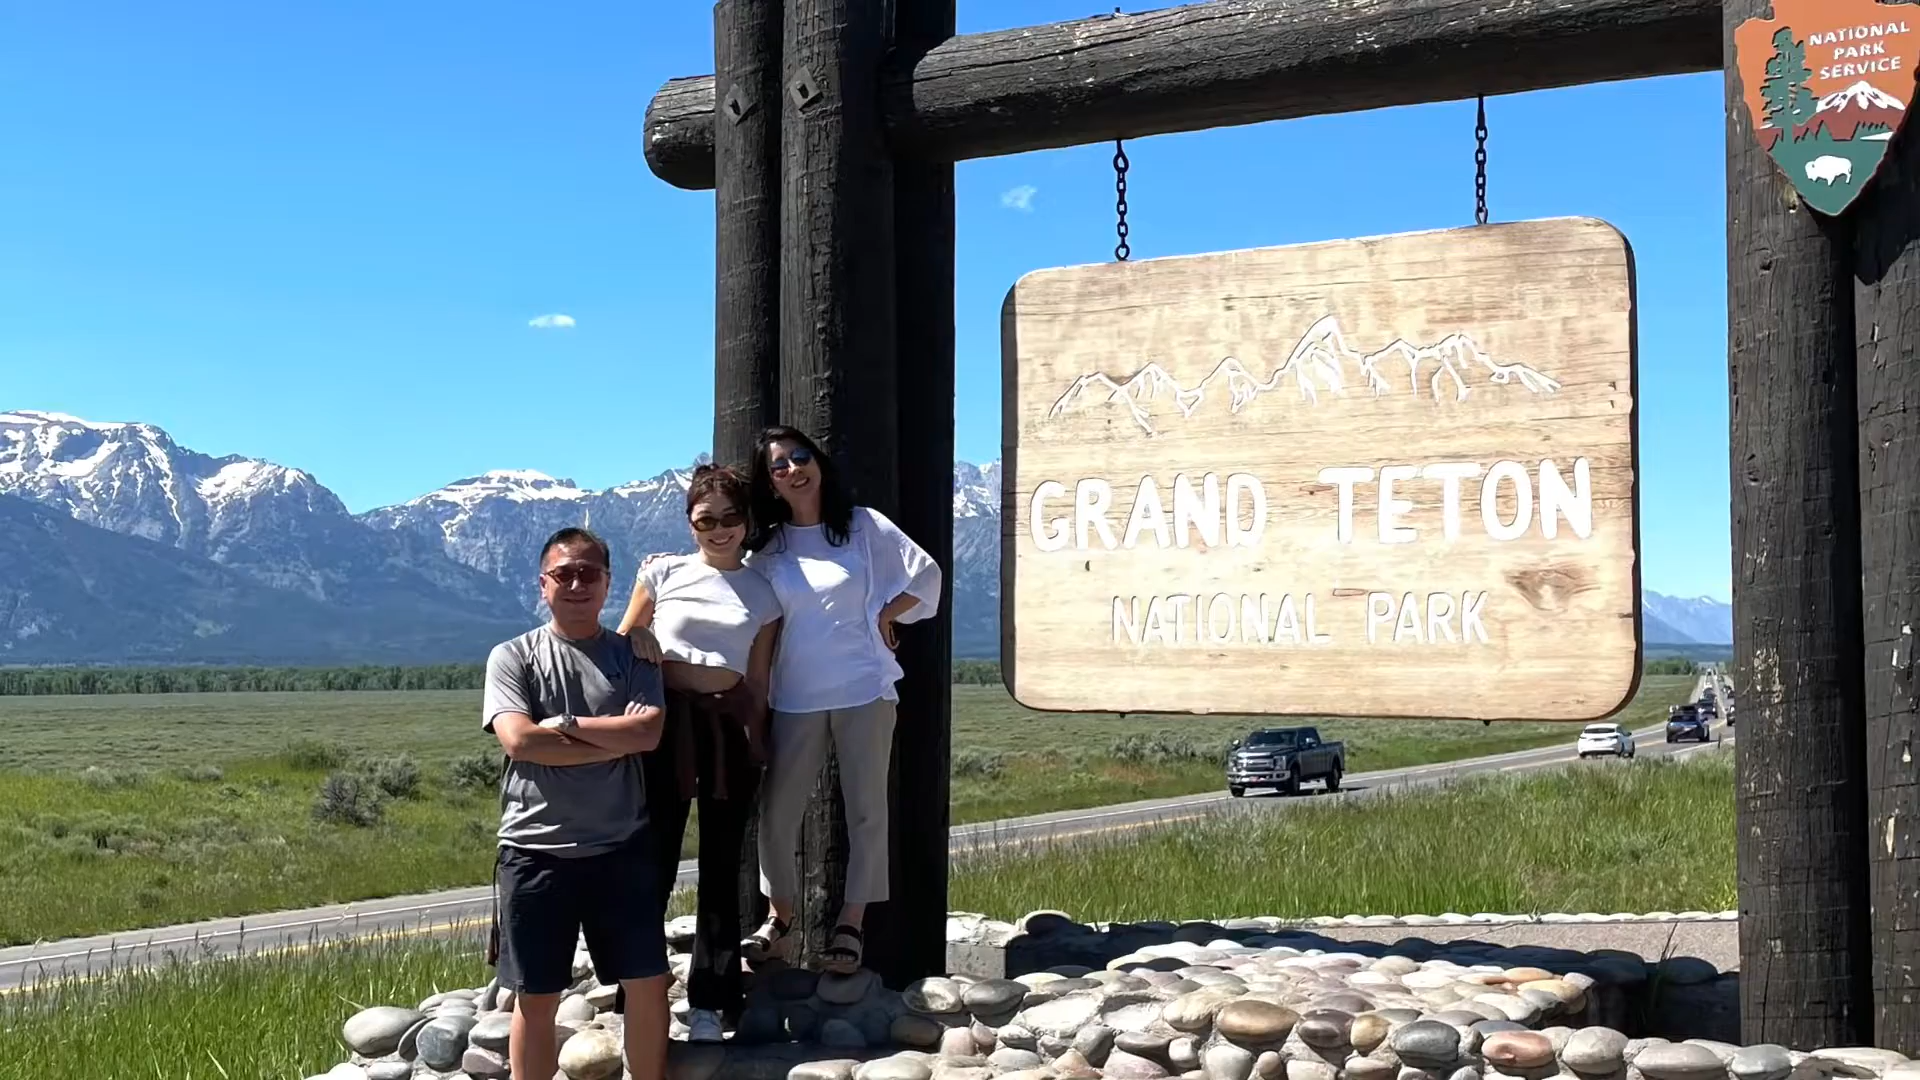 NATIONAL
PARK
SERVICE
GRAND TETON
NATIONAL PARK